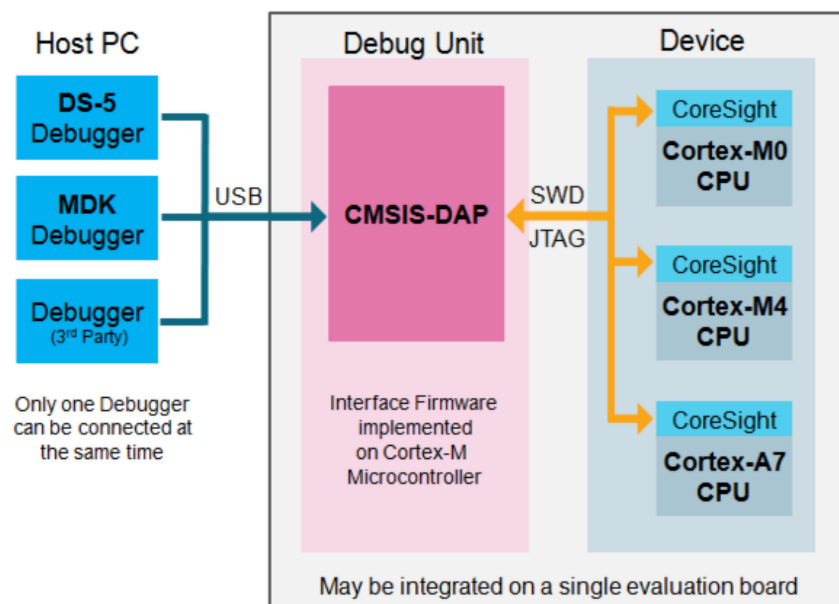 Host PC
DS-5
Debugger
MDK
Debugger
Debugger
(3rd Party)
Only one Debugger
can be connected at
the same time
USB
Debug Unit
CMSIS-DAP
Interface Firmware
implemented
on Cortex-M
Microcontroller
SWD
JTAG
Device
CoreSight
Cortex-M0
CPU
CoreSight
Cortex-M4
CPU
CoreSight
Cortex-A7
CPU
May be integrated on a single evaluation board